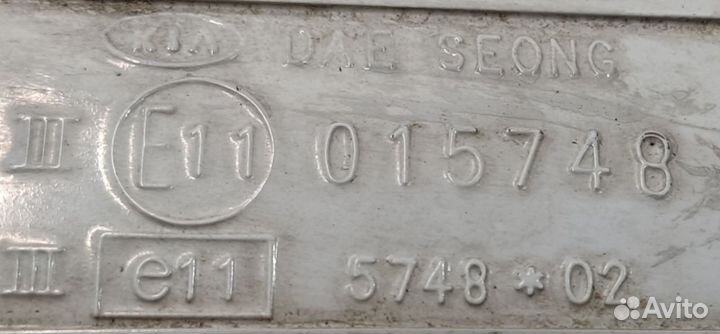 KIA DAE SEONG
III E11 015748
III e11 5748*02
Avito